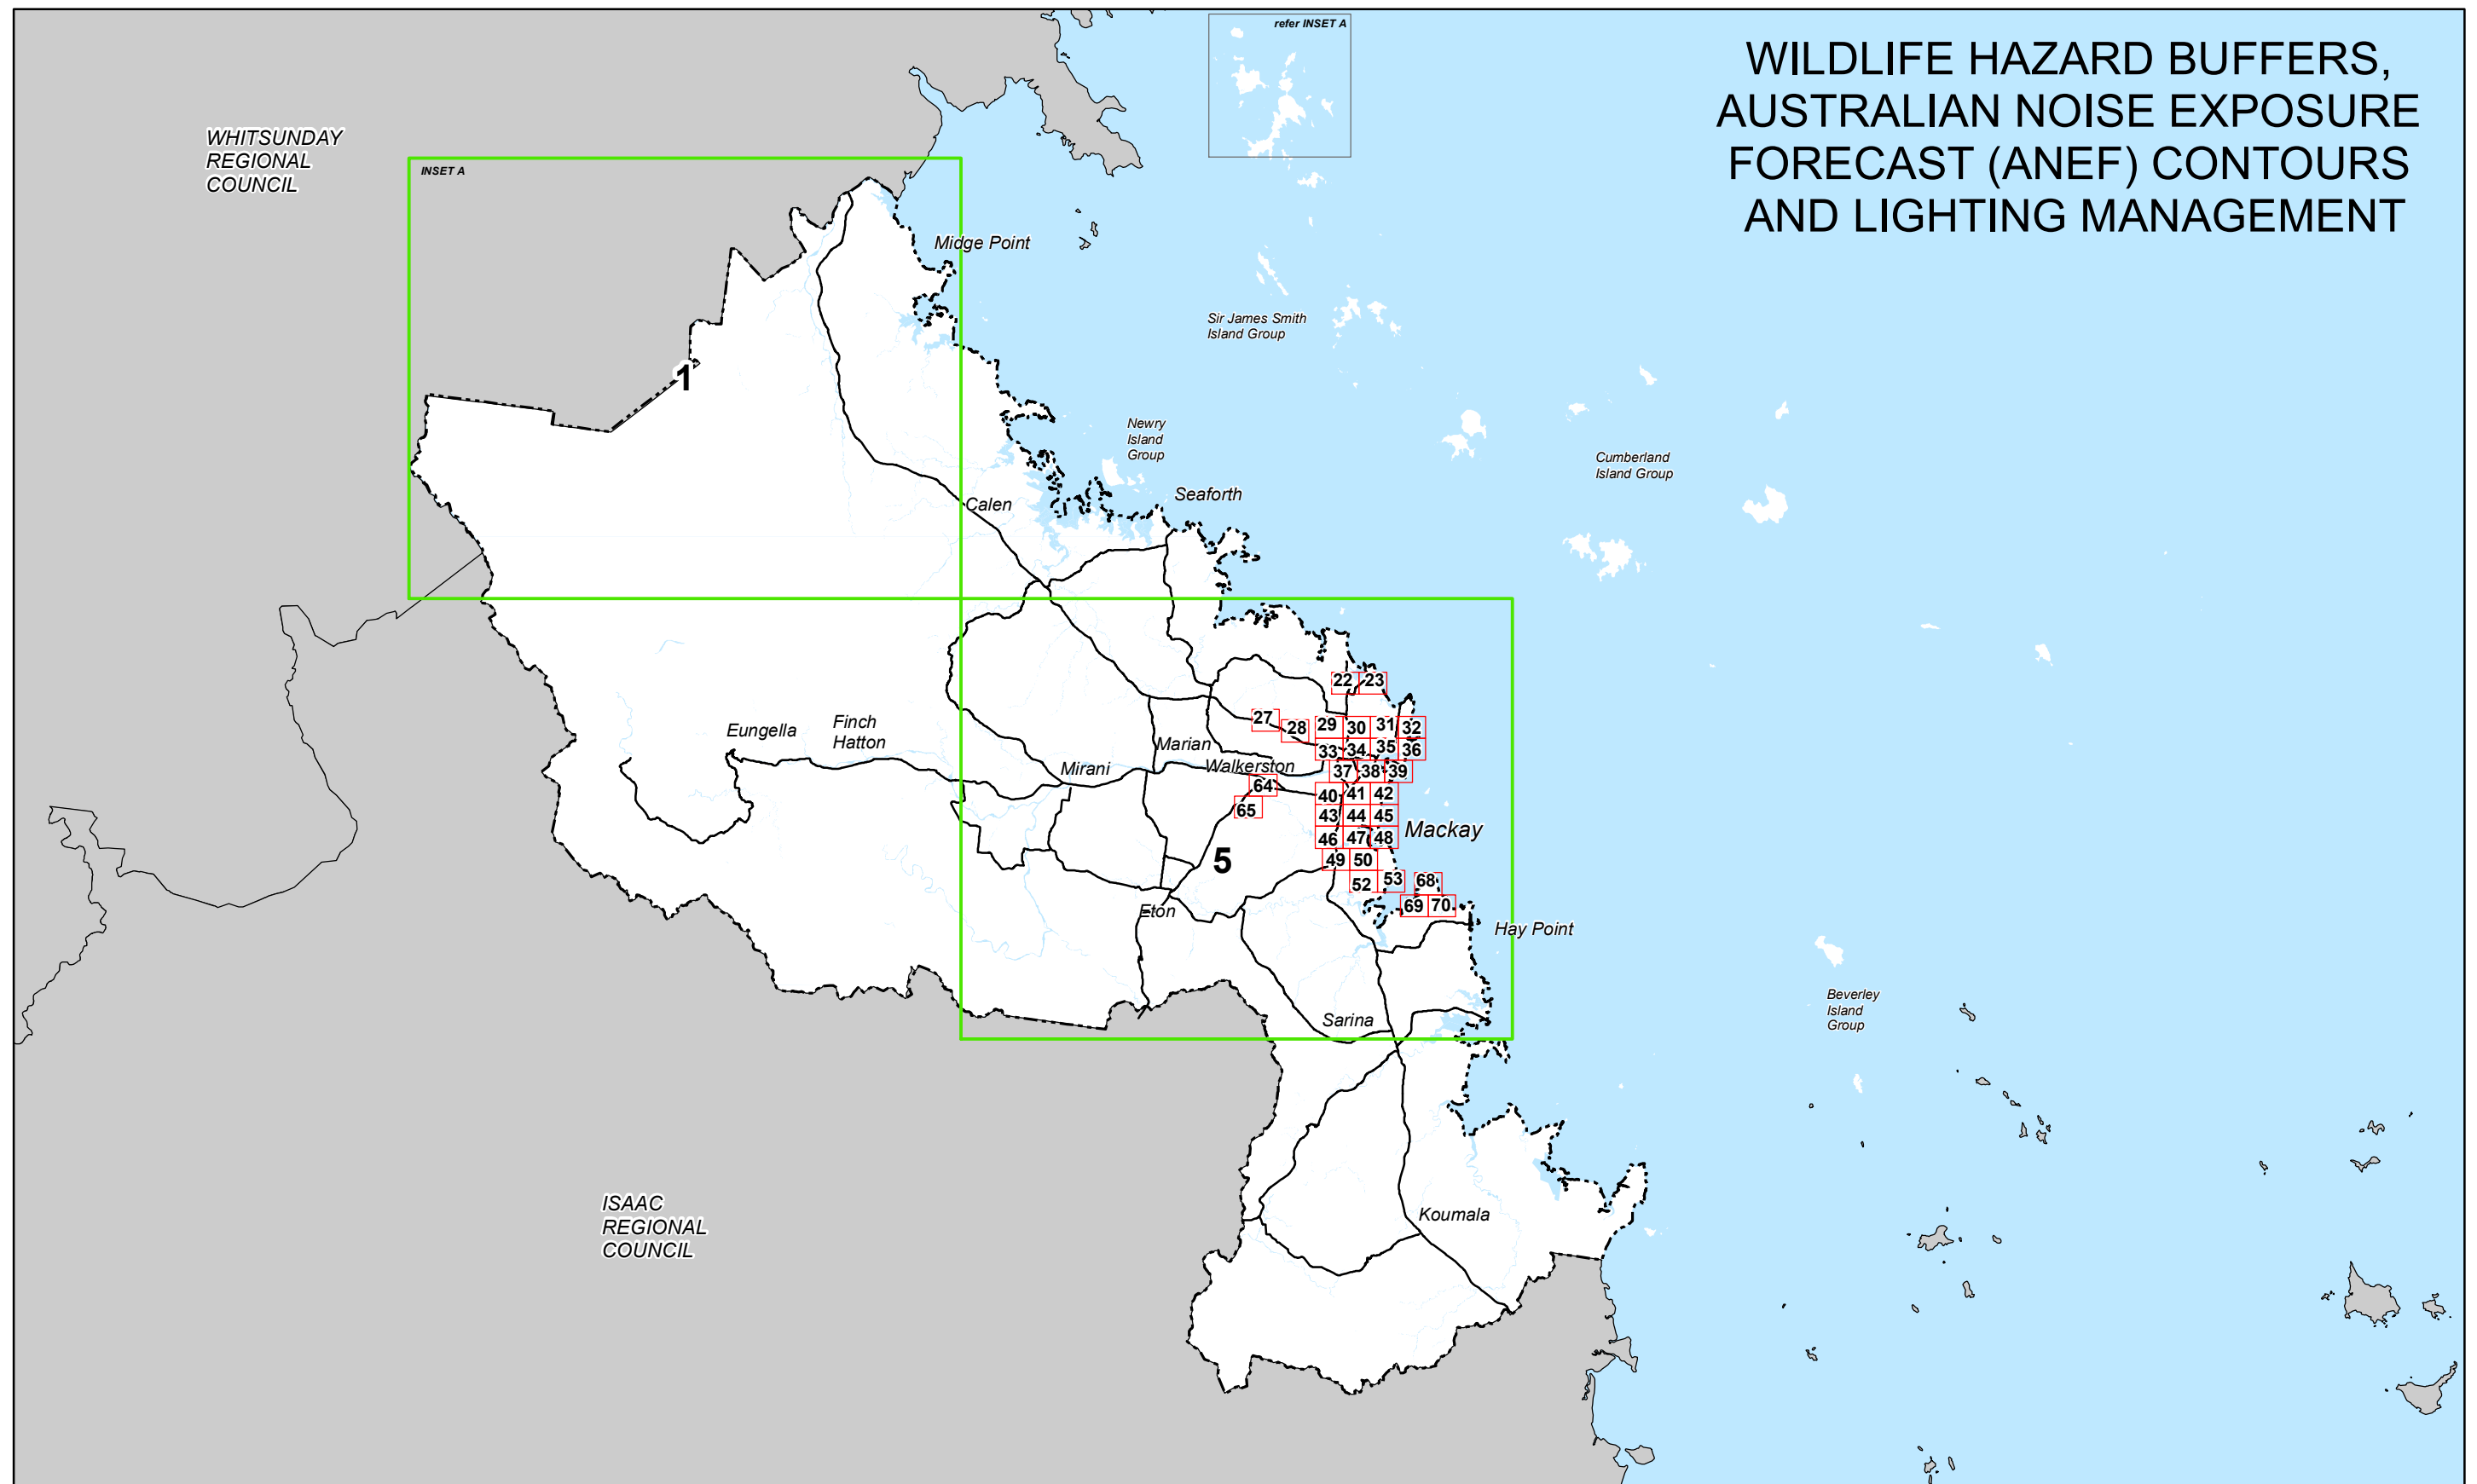 refer INSET A
WILDLIFE HAZARD BUFFERS,
AUSTRALIAN NOISE EXPOSURE
FORECAST (ANEF) CONTOURS
AND LIGHTING MANAGEMENT
WHITSUNDAY
REGIONAL
COUNCIL
INSET A
Midge Point
Sir James Smith
Island Group
1
Newry
Island
Group
Cumberland
Island Group
Seaforth
Calen
22 23
27 28 29 30 31 32
Eungella
Finch
Hatton
Marian
33 34 35 36
Mirani
Walkerston
37 38 39
64
40 41 42
65
43 44 45
Mackay
46 47 48
5
49 50
52 53 68
69 70
Eton
Hay Point
Beverley
Island
Group
Sarina
ISAAC
REGIONAL
COUNCIL
Koumala